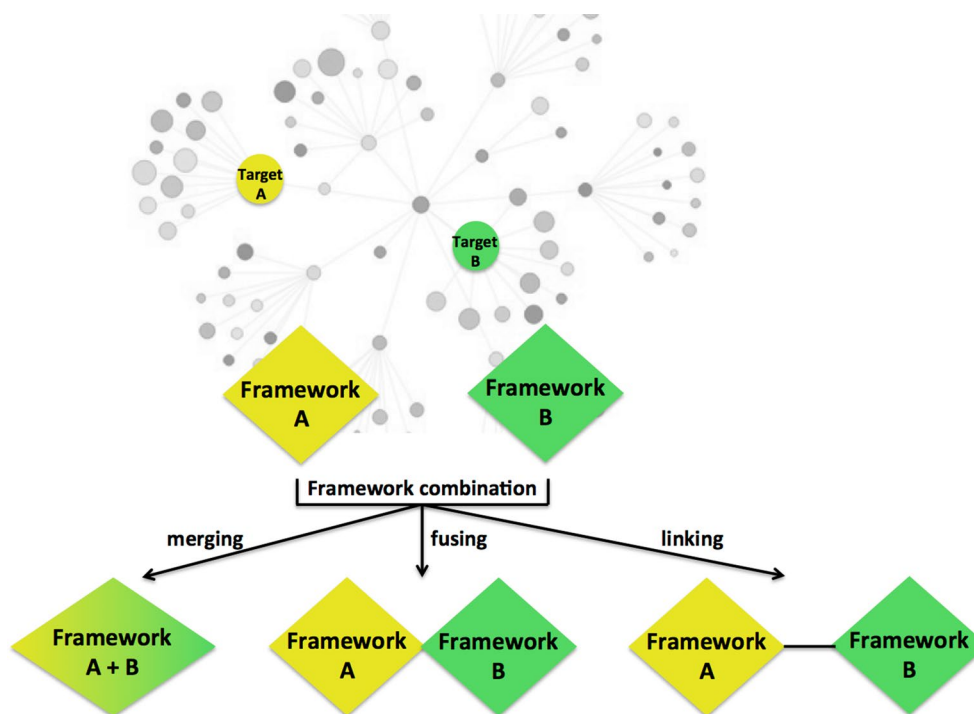 Target
A
Target
B
Framework
A
Framework
B
Framework combination
merging
fusing
linking
Framework
A + B
Framework
A
Framework
B
Framework
A
Framework
B